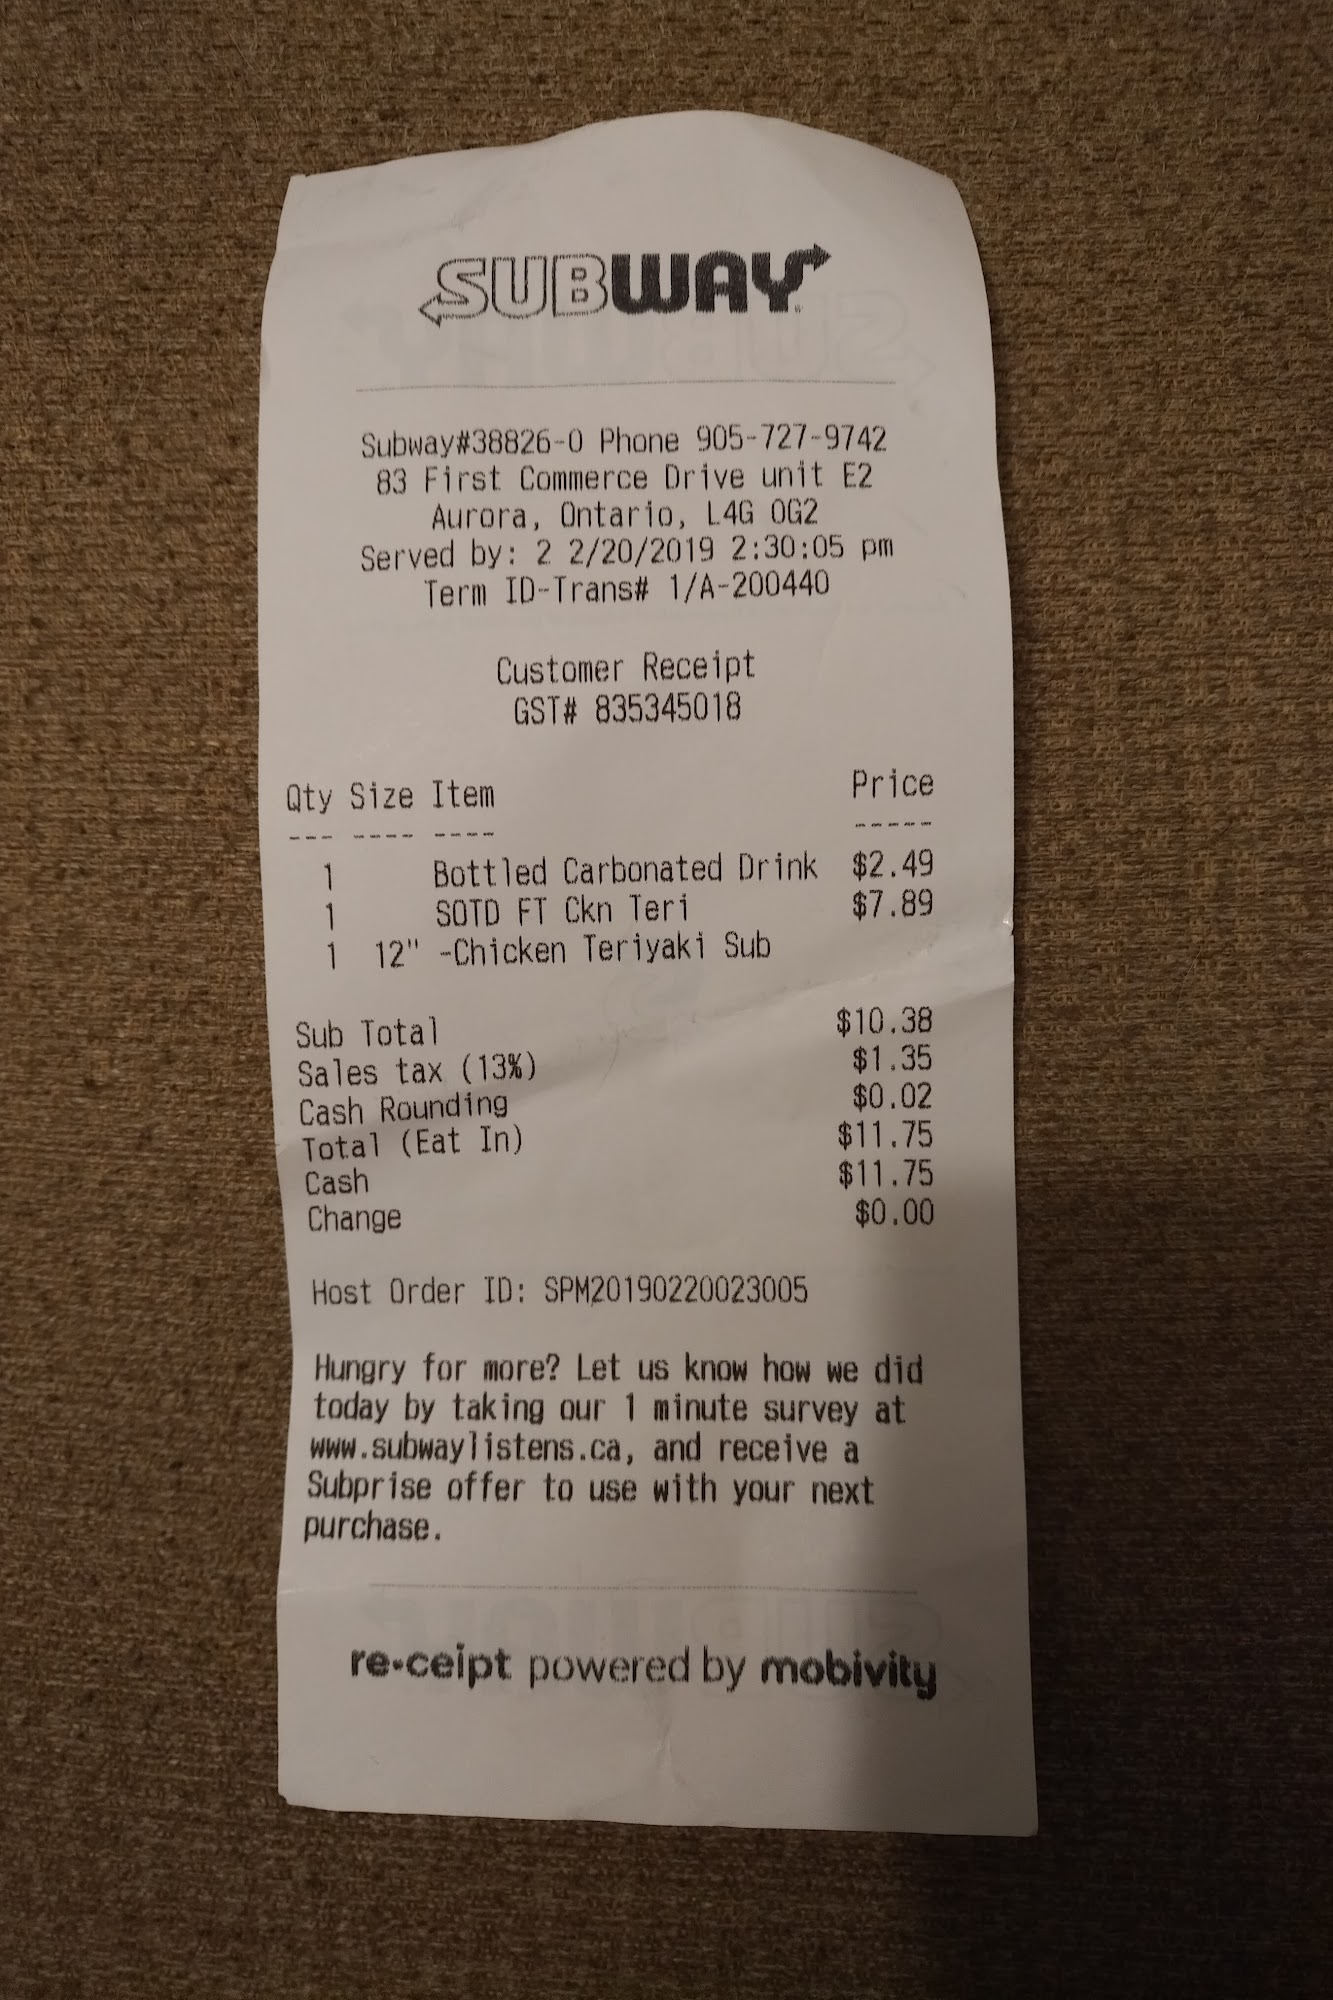 SUBWAY
Subway#38826-0 Phone 905-727-9742
83 First Commerce Drive unit E2
Aurora, Ontario, L4G 0G2
Served by: 2 2/20/2019 2:30:05 pm
Term ID-Trans# 1/A-200440
Customer Receipt
GST# 835345018
Qty Size Item Price
--- ---- ---- -----
1 Bottled Carbonated Drink $2.49
1 SOTD FT Ckn Teri $7.89
1 12" -Chicken Teriyaki Sub
Sub Total $10.38
Sales tax (13%) $1.35
Cash Rounding $0.02
Total (Eat In) $11.75
Cash $11.75
Change $0.00
Host Order ID: SPM20190220023005
Hungry for more? Let us know how we did
today by taking our 1 minute survey at
www.subwaylistens.ca, and receive a
Subprise offer to use with your next
purchase.
re-ceipt powered by mobivity